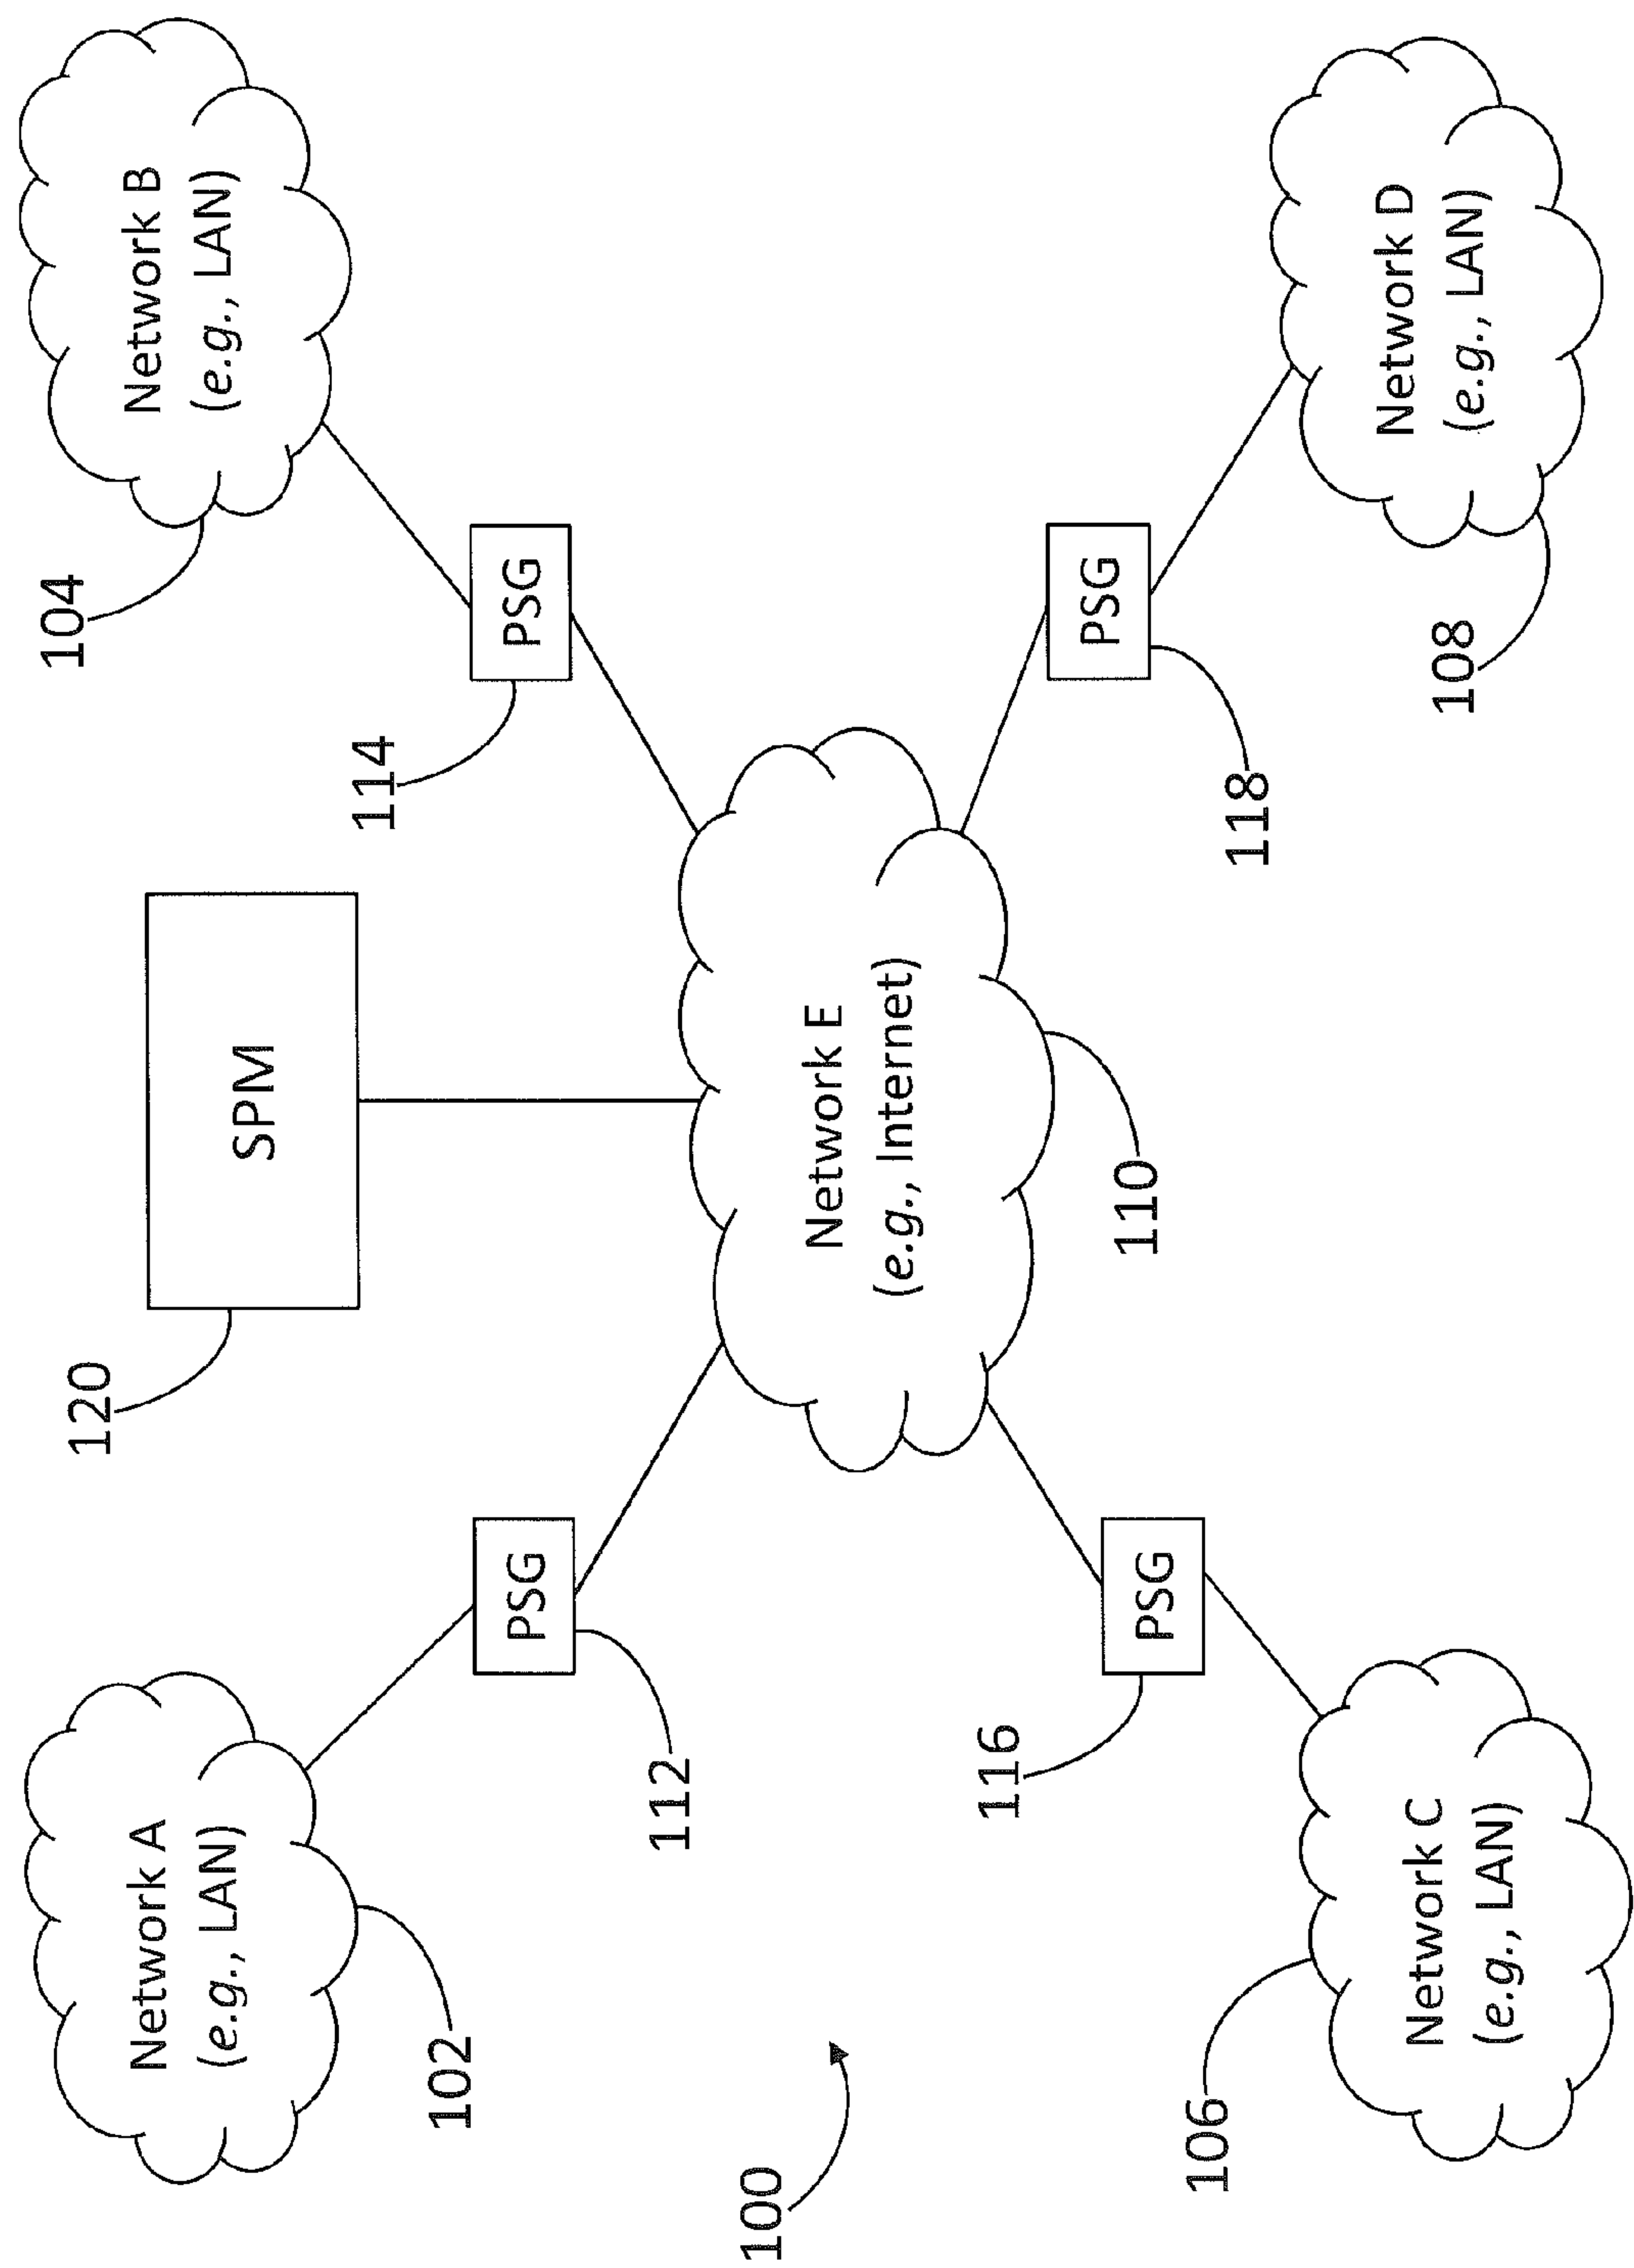 120
SPM
Network A
(e.g., LAN)
102
Network B
(e.g., LAN)
104
PSG
112
PSG
114
100
Network E
(e.g., Internet)
110
PSG
116
PSG
118
106
Network C
(e.g., LAN)
Network D
(e.g., LAN)
108